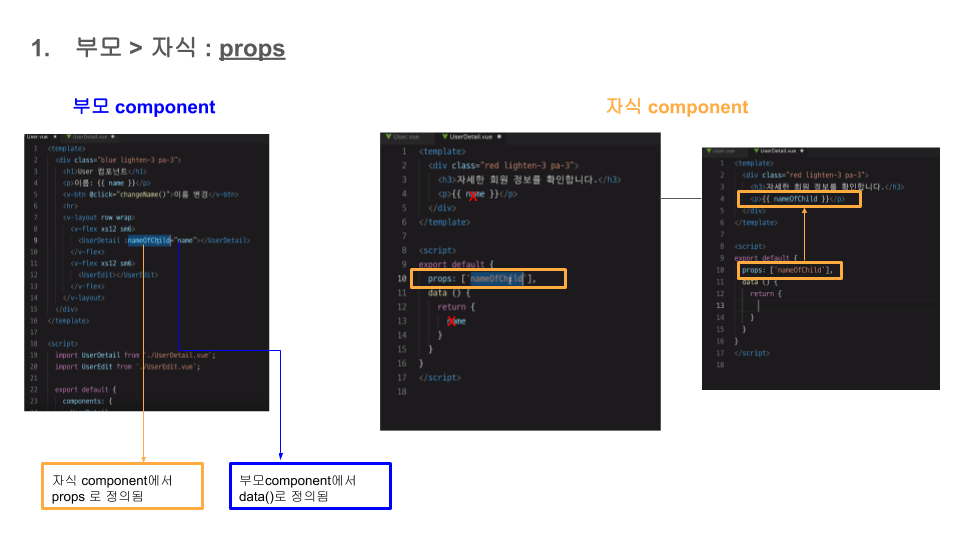 1. 부모 > 자식 : props
부모 component
자식 component
User.vue UserDetail.vue
1 <template>
2 <div class="blue lighten-3 pa-3">
3 <h1>User 컴포넌트</h1>
4 <p>이름: {{ name }}</p>
5 <v-btn @click="changeName()">이름 변경</v-btn>
6 <hr>
7 <v-layout row wrap>
8 <v-flex xs12 sm6>
9 <UserDetail :nameOfChild="name"></UserDetail>
10 </v-flex>
11 <v-flex xs12 sm6>
12 <UserEdit></UserEdit>
13 </v-flex>
14 </v-layout>
15 </div>
16 </template>
17
18 <script>
19 import UserDetail from './UserDetail.vue';
20 import UserEdit from './UserEdit.vue';
21
22 export default {
23 components: {
User.vue UserDetail.vue
1 <template>
2 <div class="red lighten-3 pa-3">
3 <h3>자세한 회원 정보를 확인합니다.</h3>
4 <p>{{ name }}</p>
5 </div>
6 </template>
7
8 <script>
9 export default {
10 props: ['nameOfChild'],
11 data () {
12 return {
13 name
14 }
15 }
16 }
17 </script>
18
User.vue UserDetail.vue
1 <template>
2 <div class="red lighten-3 pa-3">
3 <h3>자세한 회원 정보를 확인합니다.</h3>
4 <p>{{ nameOfChild }}</p>
5 </div>
6 </template>
7
8 <script>
9 export default {
10 props: ['nameOfChild'],
11 data () {
12 return {
13
14 }
15 }
16 }
17 </script>
18
자식 component에서
props 로 정의됨
부모component에서
data()로 정의됨